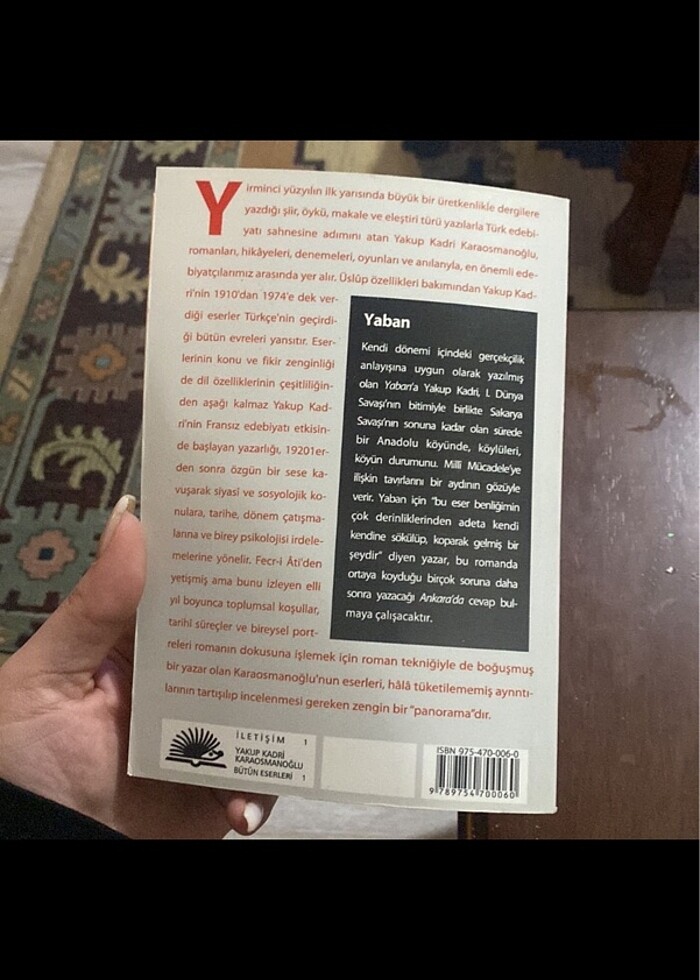 Yirminci yüzyılın ilk yarısında büyük bir üretkenlikle dergilere
yazdığı şiir, öykü, makale ve eleştiri türü yazılarla Türk edebi-
yatı sahnesine adımını atan Yakup Kadri Karaosmanoğlu,
romanları, hikâyeleri, denemeleri, oyunları ve anılarıyla, en önemli ede-
biyatçılarımız arasında yer alır. Üslûp özellikleri bakımından Yakup Kad-
ri'nin 1910'dan 1974'e dek ver-
diği eserler Türkçe'nin geçirdi-
ği bütün evreleri yansıtır. Eser-
lerinin konu ve fikir zenginliği
de dil özelliklerinin çeşitliliğin-
den aşağı kalmaz Yakup Kad-
ri'nin Fransız edebiyatı etkisin-
de başlayan yazarlığı, 19201er-
den sonra özgün bir sese ka-
vuşarak siyasî ve sosyolojik ko-
nulara, tarihe, dönem çatışma-
larına ve birey psikolojisi irdele-
melerine yönelir. Fecr-i Âti'den
yetişmiş ama bunu izleyen elli
yıl boyunca toplumsal koşullar,
tarihî süreçler ve bireysel port-
releri romanın dokusuna işlemek için roman tekniğiyle de boğuşmuş
bir yazar olan Karaosmanoğlu'nun eserleri, hâlâ tüketilememiş ayrıntı-
larının tartışılıp incelenmesi gereken zengin bir "panorama"dır.
Yaban
Kendi dönemi içindeki gerçekçilik
anlayışına uygun olarak yazılmış
olan Yaban'a Yakup Kadri, I. Dünya
Savaşı'nın bitimiyle birlikte Sakarya
Savaşı'nın sonuna kadar olan sürede
bir Anadolu köyünde, köylüleri,
köyün durumunu. Millî Mücadele'ye
ilişkin tavırlarını bir aydının gözüyle
verir. Yaban için "bu eser benliğimin
çok derinliklerinden adeta kendi
kendine sökülüp, koparak gelmiş bir
şeydir" diyen yazar, bu romanda
ortaya koyduğu birçok soruna daha
sonra yazacağı Ankara'da cevap bul-
maya çalışacaktır.
İLETİŞİM 1
YAKUP KADRİ
KARAOSMANOĞLU
BÜTÜN ESERLERİ 1
ISBN 975-470-006-0
9 789754 700060